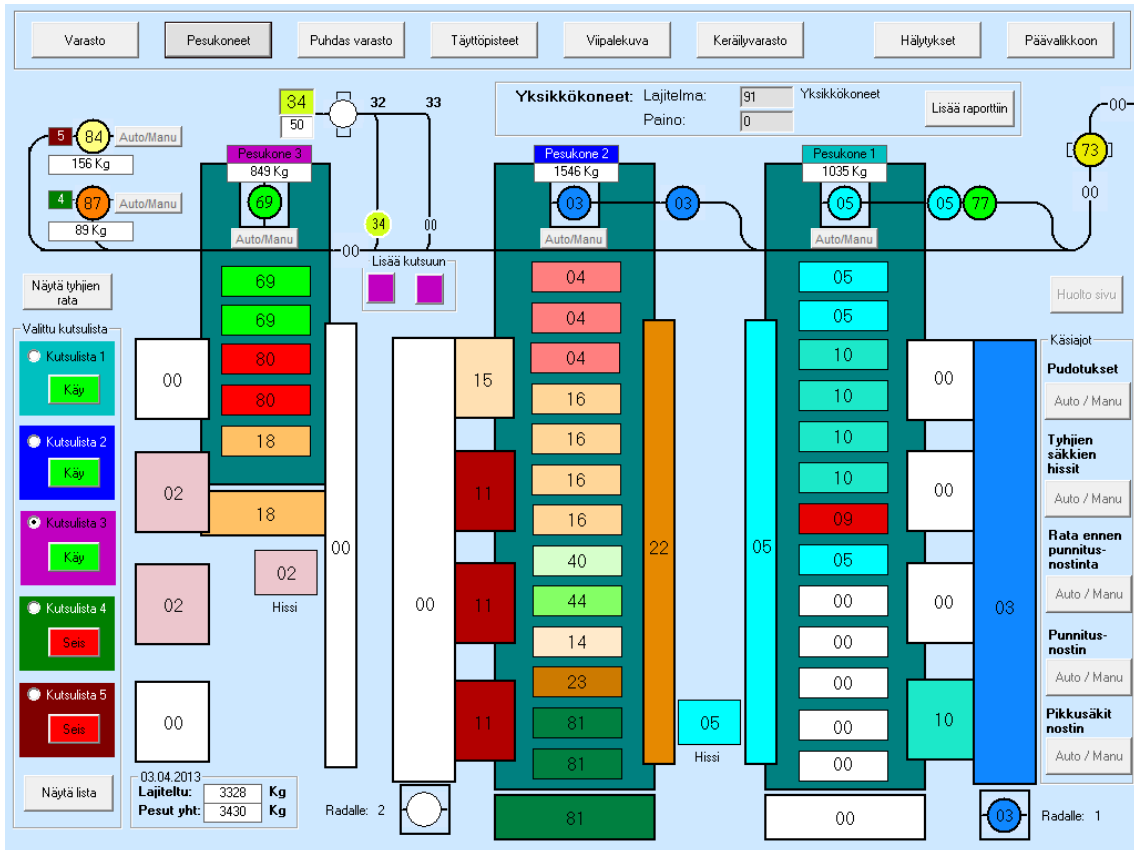 Varasto
Pesukoneet
Puhdas varasto
Täyttöpisteet
Viipalekuva
Keräilyvarasto
Hälytykset
Päävalikkoon
Yksikkökoneet: Lajitelma: 91 Yksikkökoneet
Paino: 0
Lisää raporttiin
34
50
32
33
00
73
00
5 84 Auto/Manu
156 Kg
4 87 Auto/Manu
89 Kg
34
00
00
Lisää kutsuun
Näytä tyhjien
rata
Huolto sivu
Valittu kutsulista
Kutsulista 1
Käy
Kutsulista 2
Käy
Kutsulista 3
Käy
Kutsulista 4
Seis
Kutsulista 5
Seis
Näytä lista
00
02
02
00
Pesukone 3
849 Kg
69
Auto/Manu
69
69
80
80
18
18
02
Hissi
00
03.04.2013
Lajiteltu: 3328 Kg
Pesut yht: 3430 Kg
Radalle: 2
00
15
11
11
11
Pesukone 2
1546 Kg
03
03
Auto/Manu
04
04
04
16
16
16
16
40
44
14
23
81
81
81
22
05
Hissi
05
Pesukone 1
1035 Kg
05
05
77
Auto/Manu
05
05
10
10
10
10
09
05
00
00
00
00
00
00
00
00
00
10
03
03
Radalle: 1
Käsiajot
Pudotukset
Auto / Manu
Tyhjien
säkkien
hissit
Auto / Manu
Rata ennen
punnitus-
nostinta
Auto / Manu
Punnitus-
nostin
Auto / Manu
Pikkusäkit
nostin
Auto / Manu